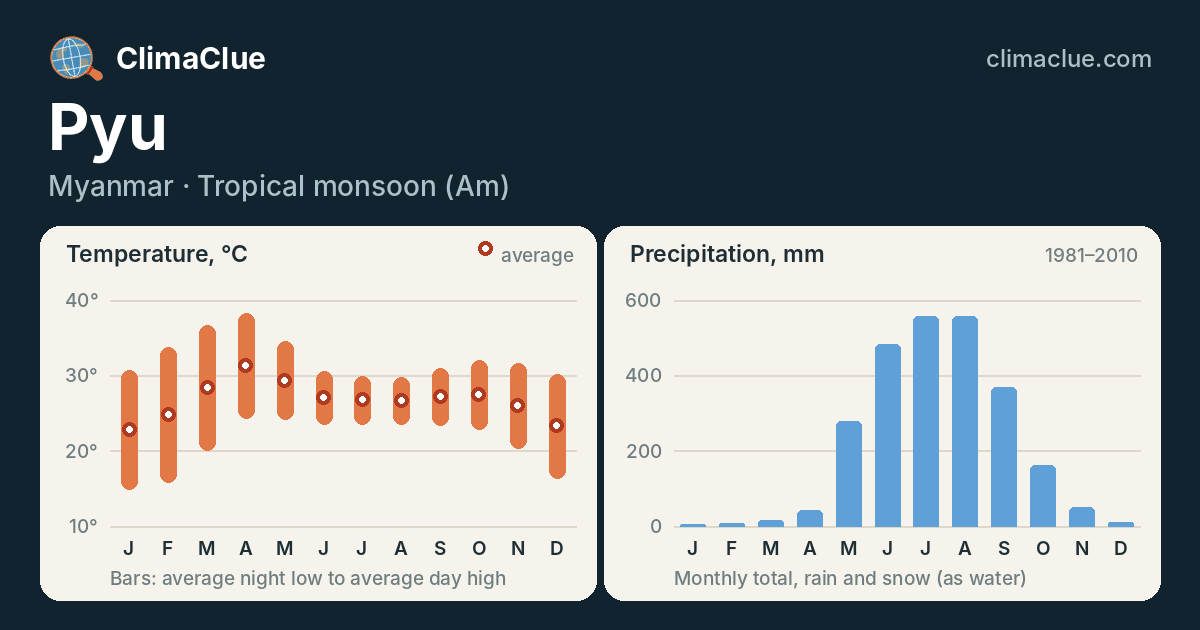 ClimaClue
climaclue.com
Pyu
Myanmar · Tropical monsoon (Am)
Temperature, °C
average
40°
30°
20°
10°
J F M A M J J A S O N D
Bars: average night low to average day high
Precipitation, mm
1981–2010
600
400
200
0
J F M A M J J A S O N D
Monthly total, rain and snow (as water)